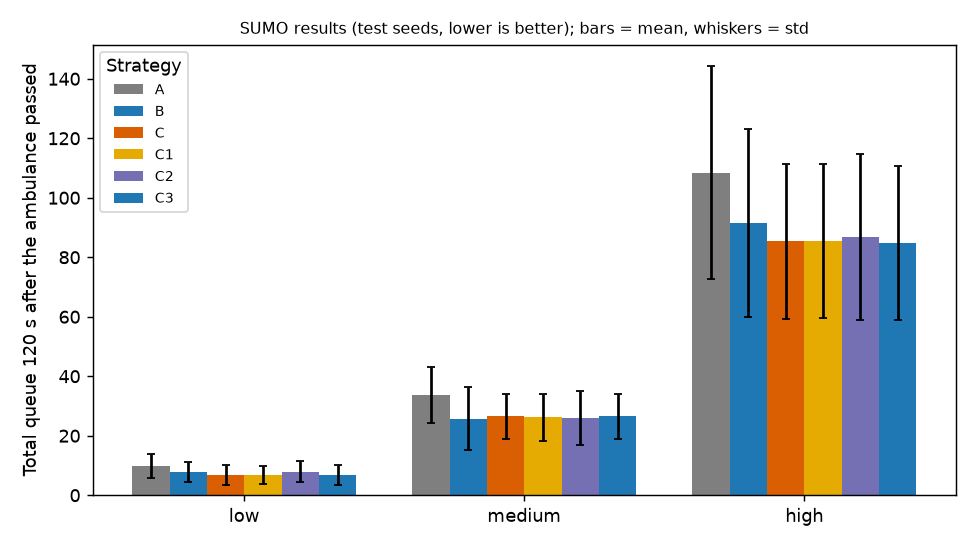 SUMO results (test seeds, lower is better); bars = mean, whiskers = std
Total queue 120 s after the ambulance passed
140
120
100
80
60
40
20
0
Strategy
A
B
C
C1
C2
C3
low
medium
high